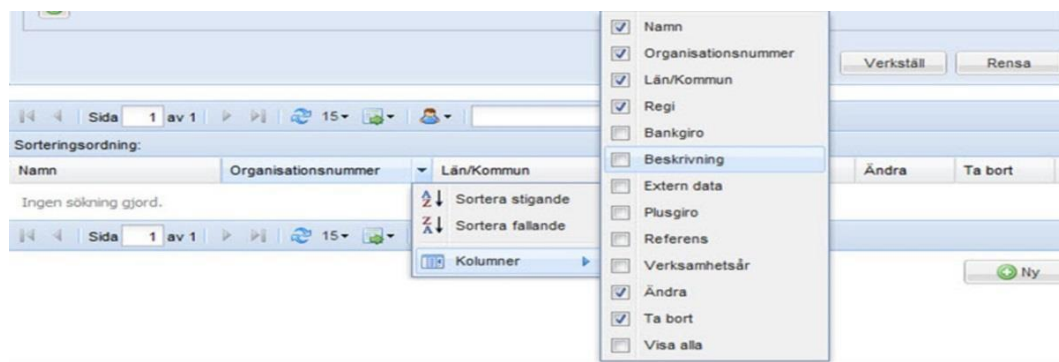 Namn
Organisationsnummer
Län/Kommun
Regi
Bankgiro
Beskrivning
Extern data
Plusgiro
Referens
Verksamhetsår
Ändra
Ta bort
Visa alla
Verkställ Rensa
Sida 1 av 1 15
Sorteringsordning:
Namn Organisationsnummer Län/Kommun Ändra Ta bort
Ingen sökning gjord.
Sortera stigande
Sortera fallande
Kolumner
Sida 1 av 1 15
Ny